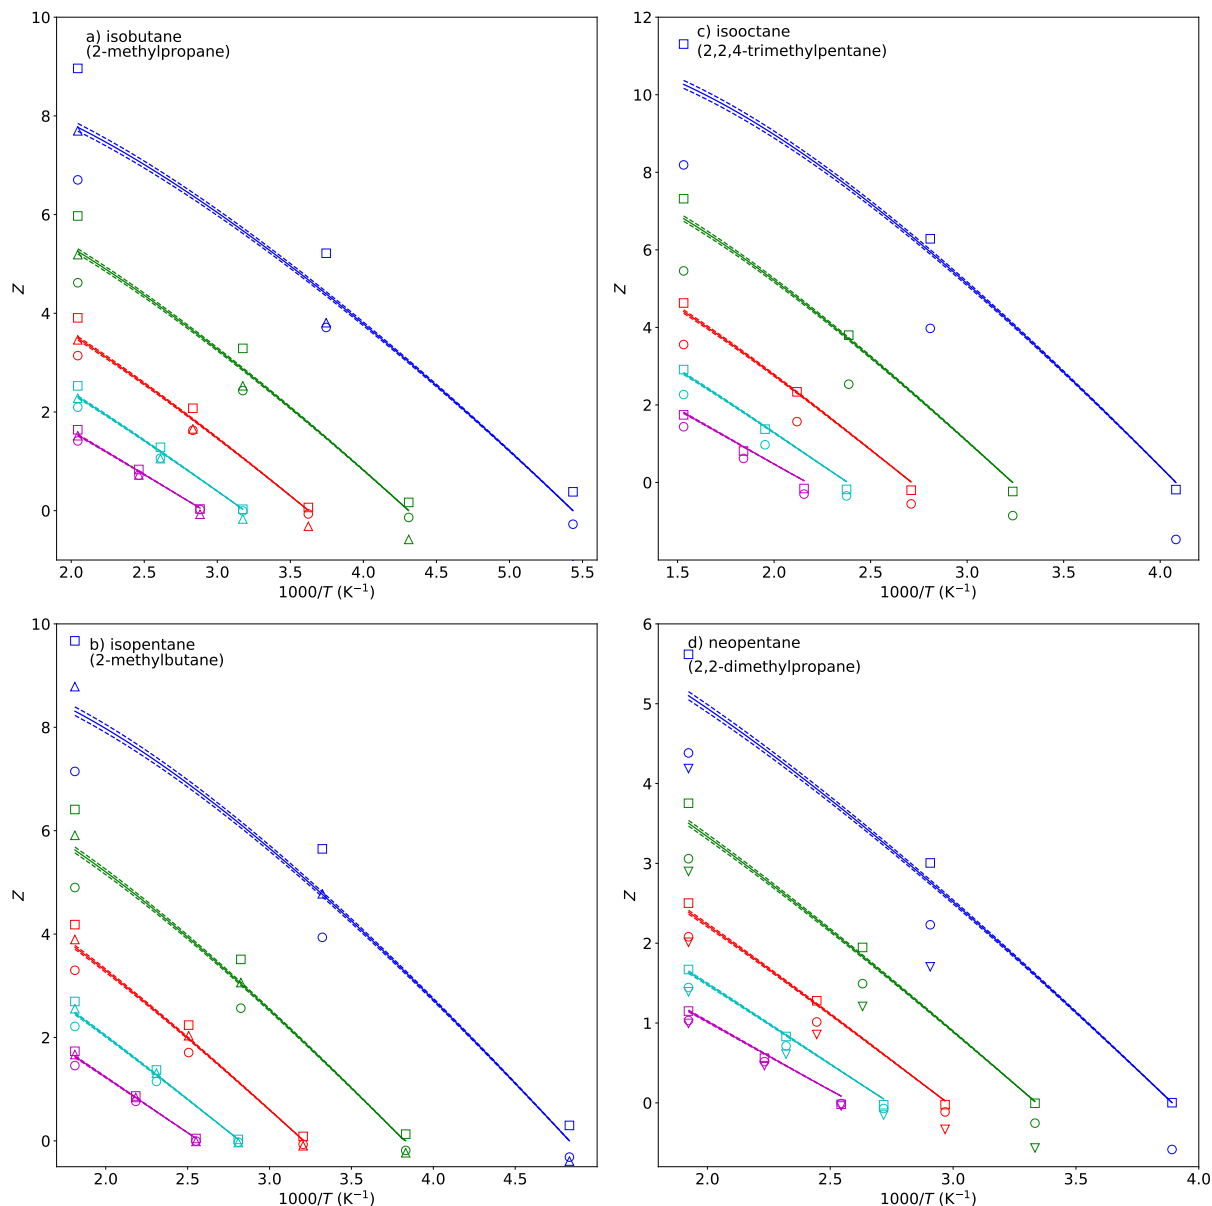 a) isobutane
(2-methylpropane)
10
8
6
4
2
0
Z
2.0 2.5 3.0 3.5 4.0 4.5 5.0 5.5
1000/T (K⁻¹)
c) isooctane
(2,2,4-trimethylpentane)
12
10
8
6
4
2
0
Z
1.5 2.0 2.5 3.0 3.5 4.0
1000/T (K⁻¹)
b) isopentane
(2-methylbutane)
10
8
6
4
2
0
Z
2.0 2.5 3.0 3.5 4.0 4.5
1000/T (K⁻¹)
d) neopentane
(2,2-dimethylpropane)
6
5
4
3
2
1
0
Z
2.0 2.5 3.0 3.5 4.0
1000/T (K⁻¹)